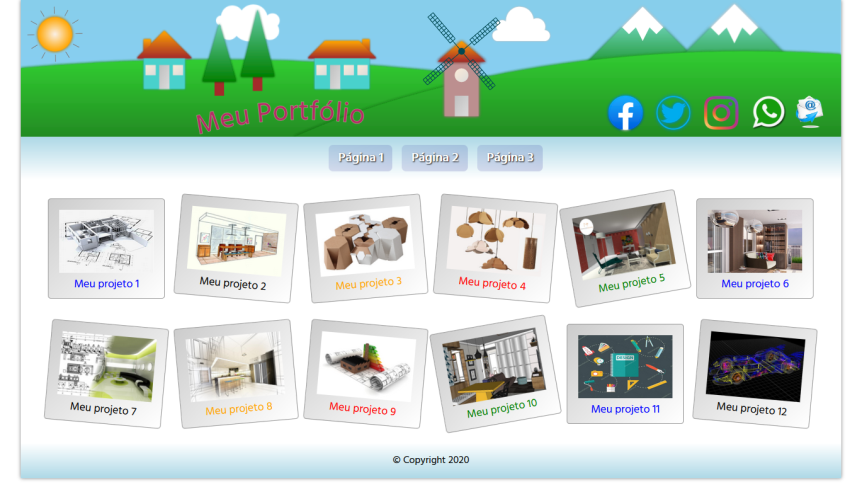 Meu Portfólio
Página 1 Página 2 Página 3
Meu projeto 1
Meu projeto 2
Meu projeto 3
Meu projeto 4
Meu projeto 5
Meu projeto 6
Meu projeto 7
Meu projeto 8
Meu projeto 9
Meu projeto 10
DESIGN
Meu projeto 11
Meu projeto 12
© Copyright 2020